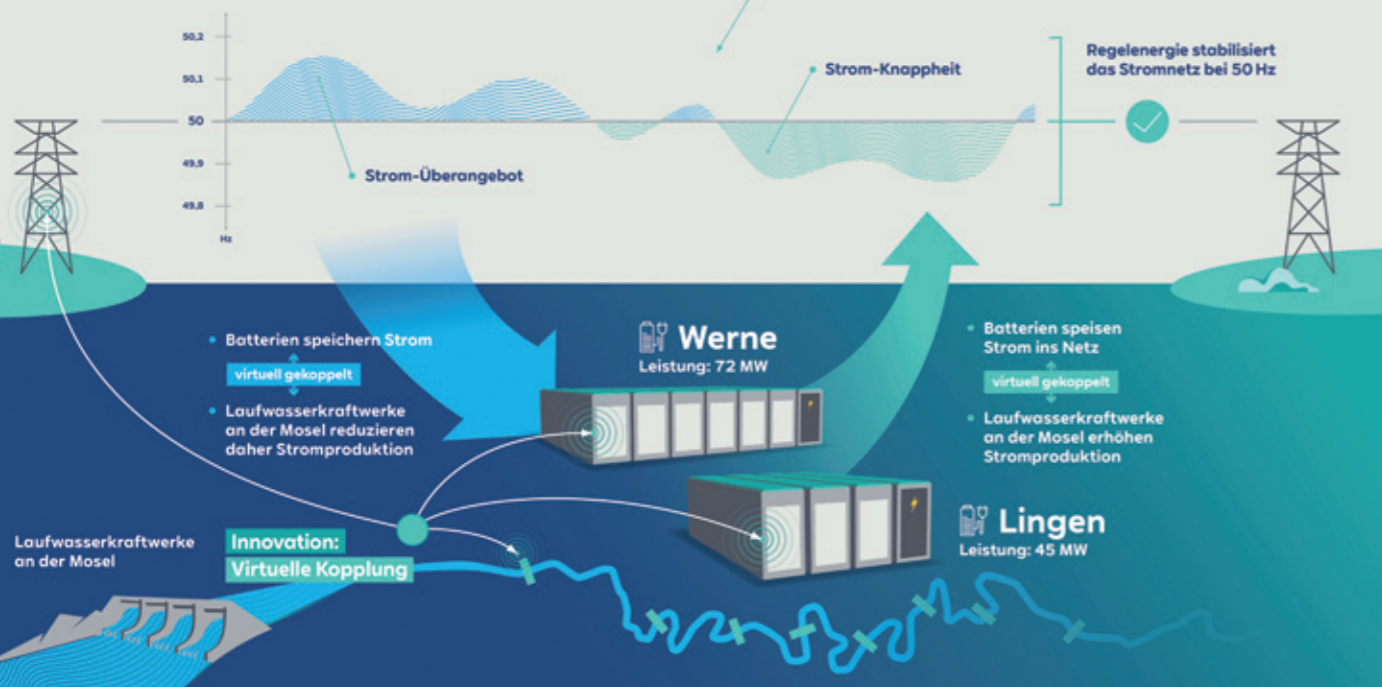 50,2
50,1
50
49,9
49,8
Hz
Strom-Überangebot
Strom-Knappheit
Regelenergie stabilisiert
das Stromnetz bei 50 Hz
Batterien speichern Strom
virtuell gekoppelt
Laufwasserkraftwerke
an der Mosel reduzieren
daher Stromproduktion
Werne
Leistung: 72 MW
Batterien speisen
Strom ins Netz
virtuell gekoppelt
Laufwasserkraftwerke
an der Mosel erhöhen
Stromproduktion
Lingen
Leistung: 45 MW
Laufwasserkraftwerke
an der Mosel
Innovation:
Virtuelle Kopplung